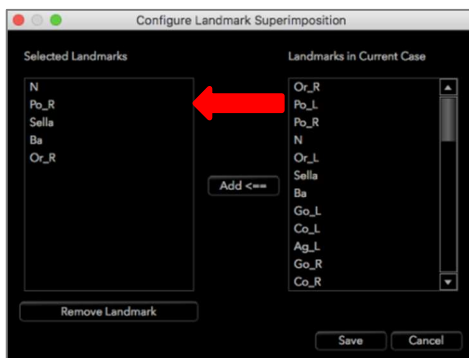 Configure Landmark Superimposition
Selected Landmarks
N
Po_R
Sella
Ba
Or_R
Remove Landmark
Add <==
Landmarks in Current Case
Or_R
Po_L
Po_R
N
Or_L
Sella
Ba
Go_L
Co_L
Ag_L
Go_R
Co_R
Save
Cancel